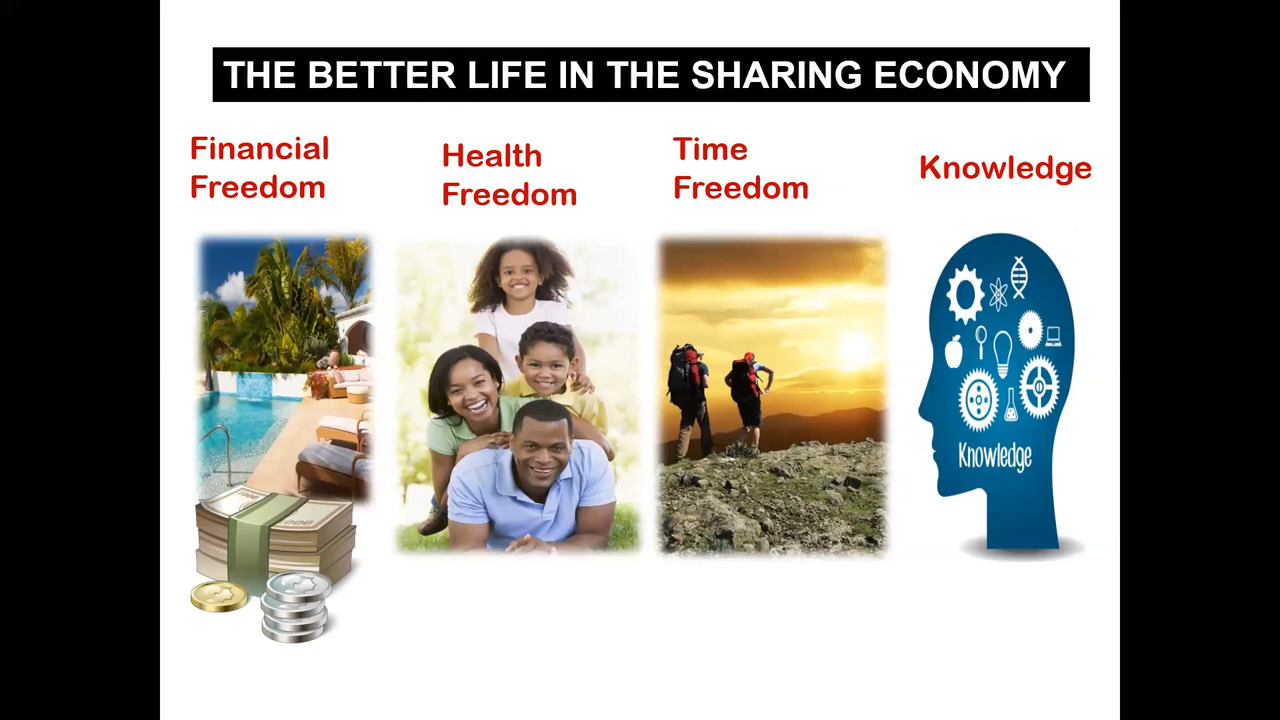 THE BETTER LIFE IN THE SHARING ECONOMY
Financial
Freedom
Health
Freedom
Time
Freedom
Knowledge
Knowledge